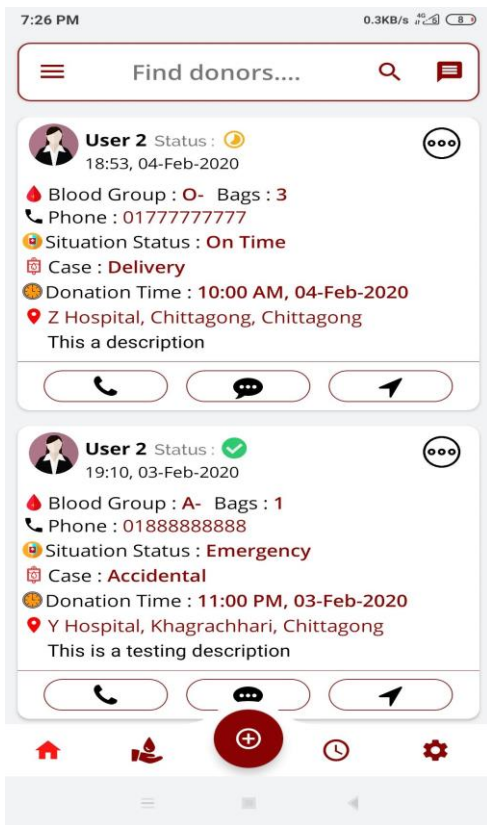 7:26 PM 0.3KB/s 4G 8
Find donors....
User 2 Status :
18:53, 04-Feb-2020
Blood Group : O- Bags : 3
Phone : 01777777777
Situation Status : On Time
Case : Delivery
Donation Time : 10:00 AM, 04-Feb-2020
Z Hospital, Chittagong, Chittagong
This a description
User 2 Status :
19:10, 03-Feb-2020
Blood Group : A- Bags : 1
Phone : 01888888888
Situation Status : Emergency
Case : Accidental
Donation Time : 11:00 PM, 03-Feb-2020
Y Hospital, Khagrachhari, Chittagong
This is a testing description